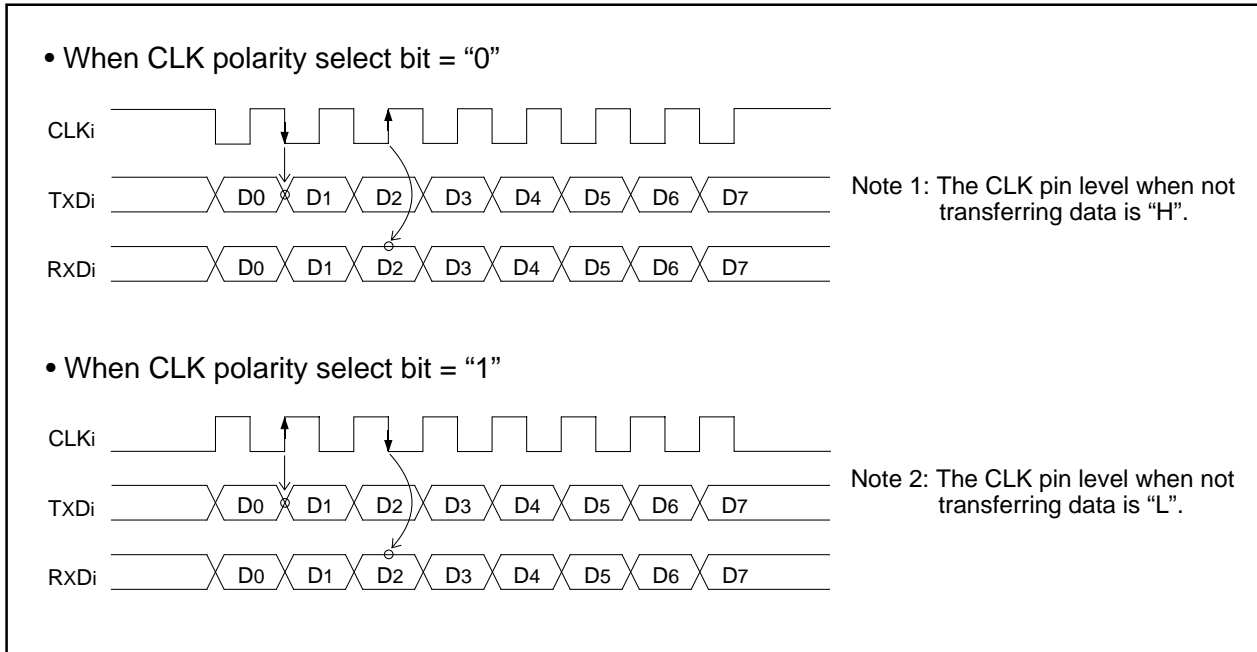 • When CLK polarity select bit = “0”
CLKi
TXDi D0 D1 D2 D3 D4 D5 D6 D7
RXDi D0 D1 D2 D3 D4 D5 D6 D7
Note 1: The CLK pin level when not
transferring data is “H”.
• When CLK polarity select bit = “1”
CLKi
TXDi D0 D1 D2 D3 D4 D5 D6 D7
RXDi D0 D1 D2 D3 D4 D5 D6 D7
Note 2: The CLK pin level when not
transferring data is “L”.